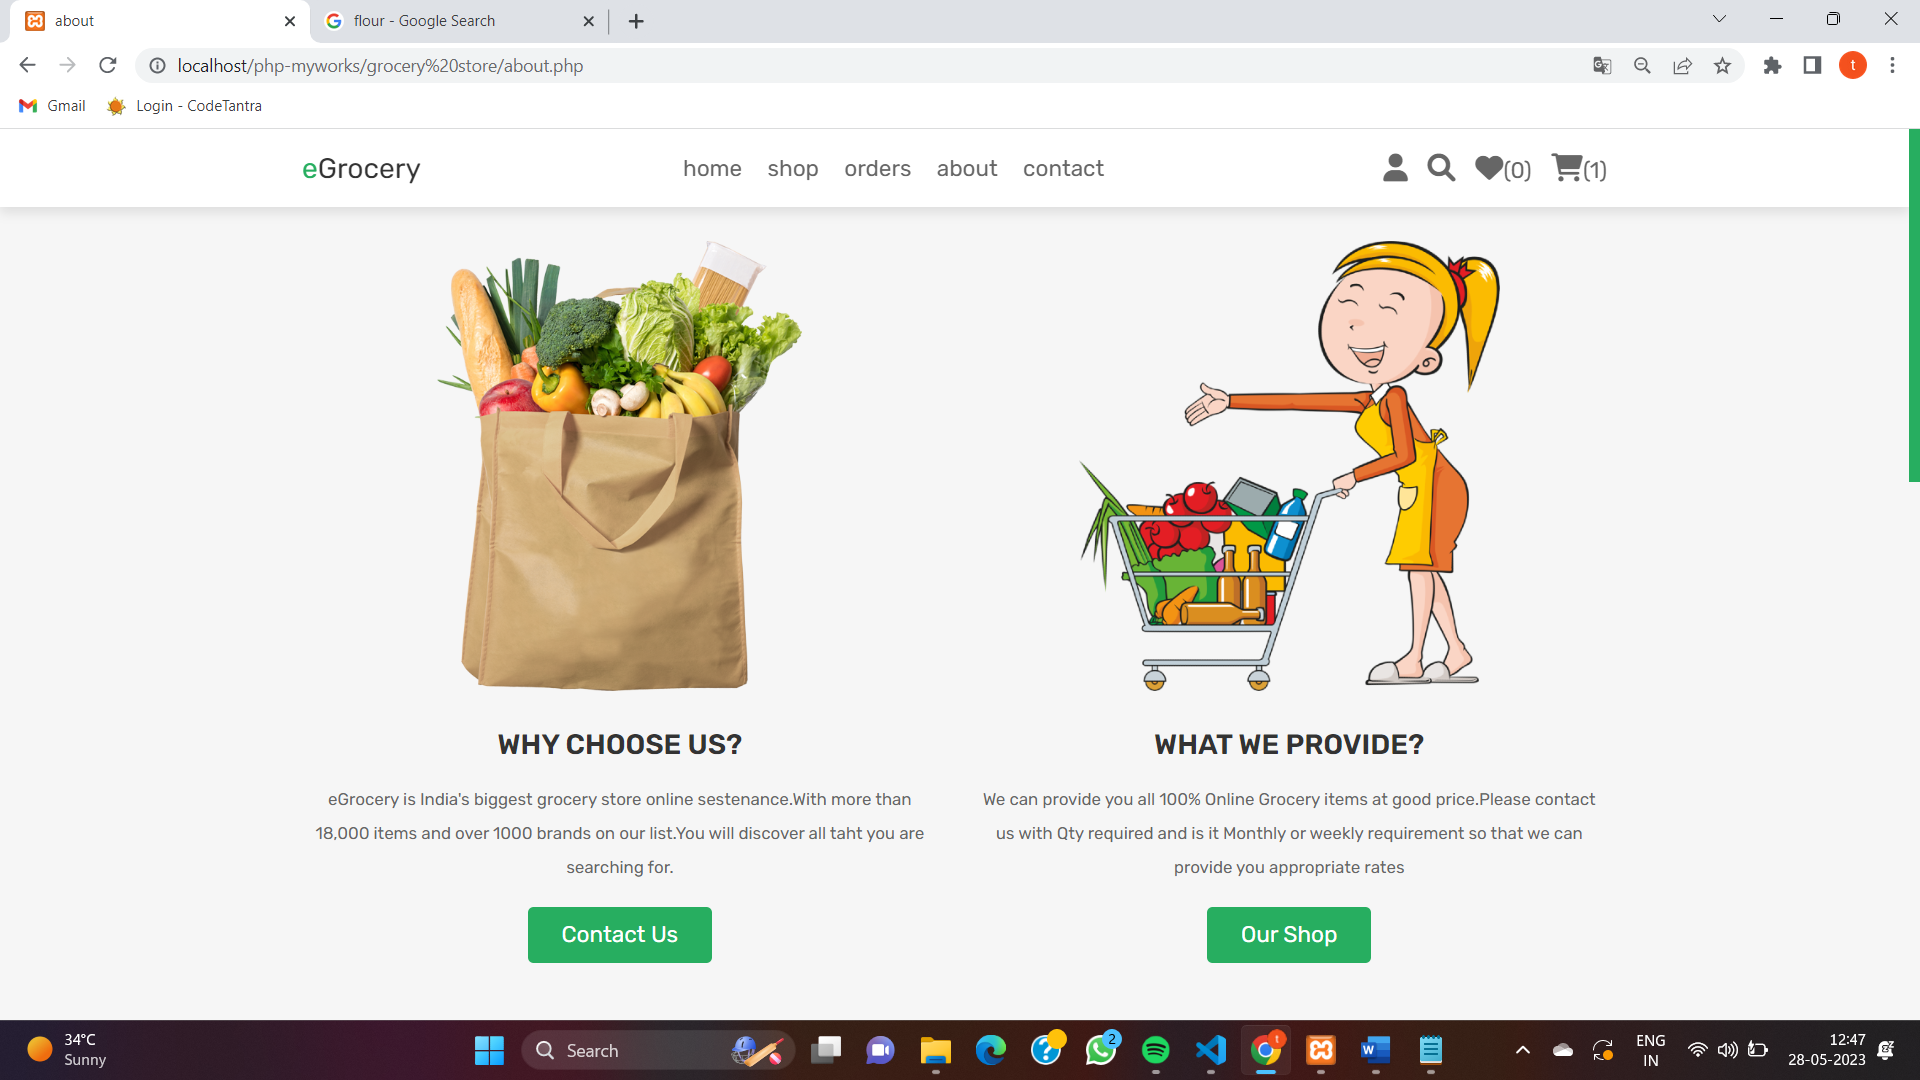 about
flour - Google Search
localhost/php-myworks/grocery%20store/about.php
t
Gmail
Login - CodeTantra
eGrocery
home shop orders about contact
(0) (1)
WHY CHOOSE US?
eGrocery is India's biggest grocery store online sestenance.With more than
18,000 items and over 1000 brands on our list.You will discover all taht you are
searching for.
Contact Us
WHAT WE PROVIDE?
We can provide you all 100% Online Grocery items at good price.Please contact
us with Qty required and is it Monthly or weekly requirement so that we can
provide you appropriate rates
Our Shop
34°C
Sunny
Search
2
t
ENG
IN
12:47
28-05-2023